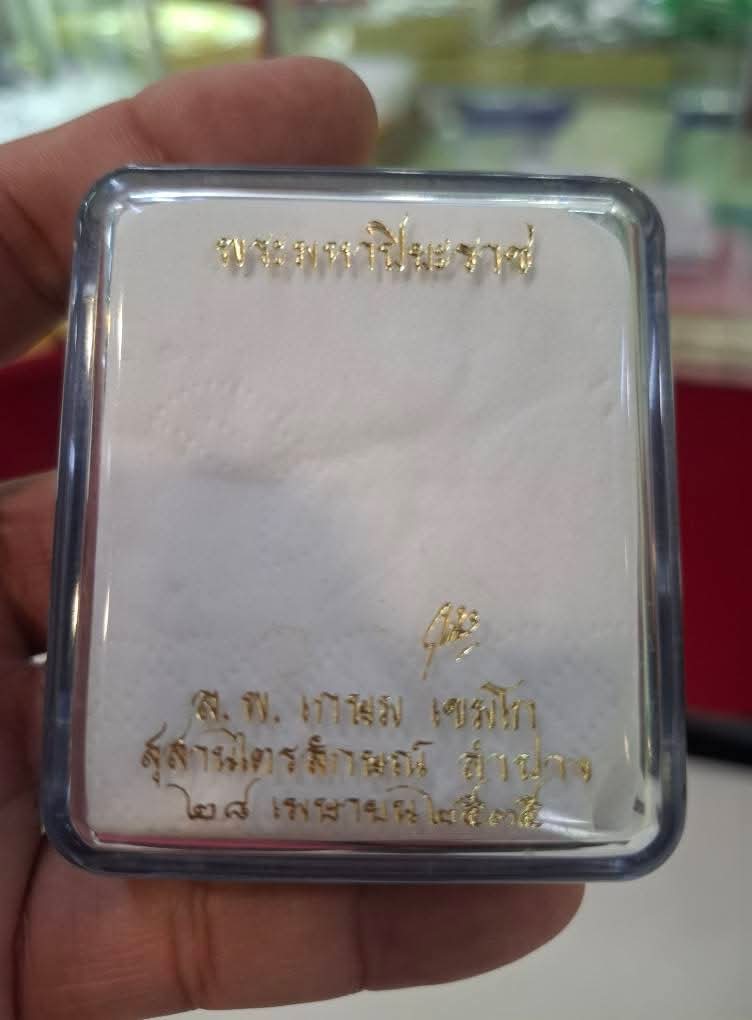 พระมหาปิยะราช
ล.พ. เกษม เขมโก
สุสานไตรลักษณ์ ลำปาง
๒๘ เมษายน ๒๕๓๕